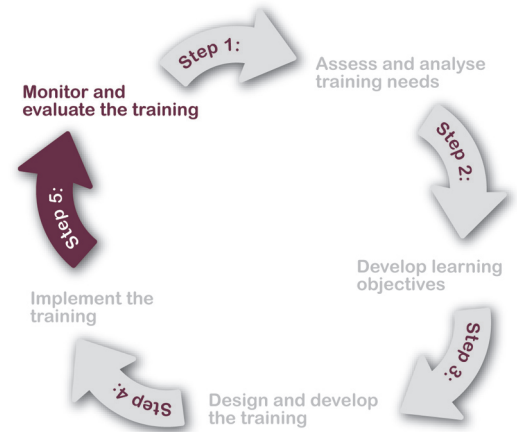 Step 1:
Assess and analyse
training needs
Step 2:
Develop learning
objectives
Step 3:
Design and develop
the training
Step 4:
Implement the
training
Step 5:
Monitor and
evaluate the training